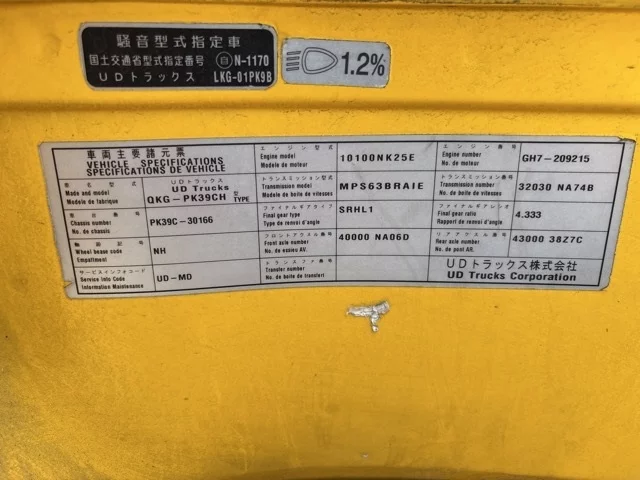 騒音型式指定車
国土交通省型式指定番号 自 N-1170
UDトラックス LKG-01PK9B
1.2%
車両主要諸元表
VEHICLE SPECIFICATIONS
SPECIFICATIONS DE VÉHICLE
車名型式
Made and model
Modele de fabrique
UDトラックス
UD Trucks
QKG-PK39CH 型 TYPE
車台番号
Chassis number
No. de chassis
PK39C-30166
軸距記号
Wheel base code
Empattement
NH
サービスインフォコード
Service Info Code
Information Maintenance
UD-MD
エンジン型式
Engine model
Modele de moteur
10100NK25E
トランスミッション型式
Transmission model
Modele de boite de vitesses
MPS63BRAIE
ファイナルギアタイプ
Final gear type
Type de renvoi d'angle
SRHL1
フロントアクスル番号
Front axle number
No. de essieu AV.
40000 NA06D
トランスファ番号
Transfer number
No. de boite de transfert
エンジン番号
Engine number
No. de moteur
GH7-209215
トランスミッション番号
Transmission number
No. de boite de vitesses
32030 NA74B
ファイナルギアレシオ
Final gear ratio
Rapport de renvoi d'angle
4.333
リアアクスル番号
Rear axle number
No. de pont AR.
43000 38Z7C
UDトラックス株式会社
UD Trucks Corporation